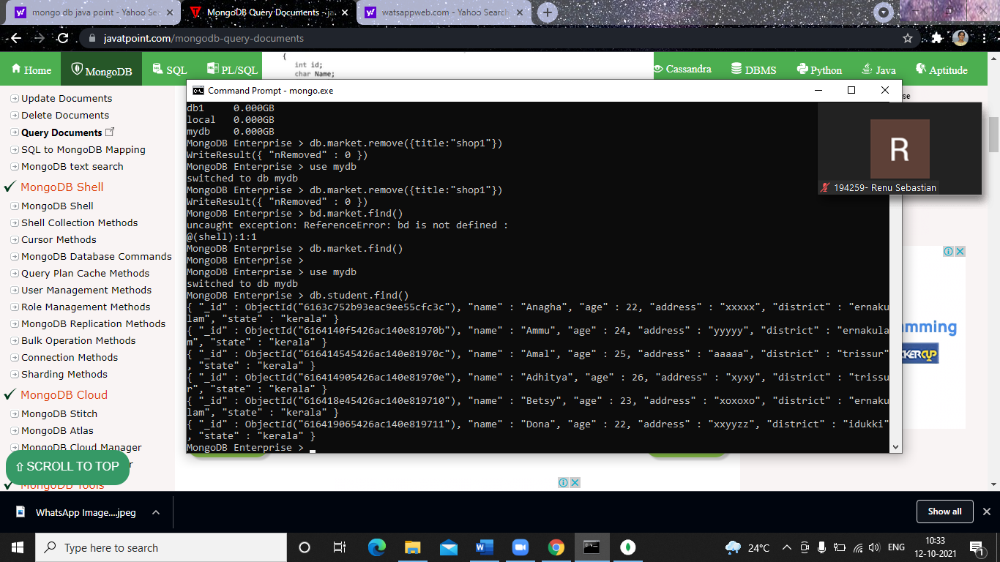 mongo db java point - Yahoo Se
MongoDB Query Documents - ja
watsappweb.com - Yahoo Search
javatpoint.com/mongodb-query-documents
Home
MongoDB
SQL
PL/SQL
{
int id;
char Name;
Cassandra
DBMS
Python
Java
Aptitude
Update Documents
Delete Documents
Query Documents
SQL to MongoDB Mapping
MongoDB text search
MongoDB Shell
MongoDB Shell
Shell Collection Methods
Cursor Methods
MongoDB Database Commands
Query Plan Cache Methods
User Management Methods
Role Management Methods
MongoDB Replication Methods
Bulk Operation Methods
Connection Methods
Sharding Methods
MongoDB Cloud
MongoDB Stitch
MongoDB Atlas
MongoDB Cloud Manager
⇧ SCROLL TO TOP
MongoDB Tools
Command Prompt - mongo.exe
db1     0.000GB
local   0.000GB
mydb    0.000GB
MongoDB Enterprise > db.market.remove({title:"shop1"})
WriteResult({ "nRemoved" : 0 })
MongoDB Enterprise > use mydb
switched to db mydb
MongoDB Enterprise > db.market.remove({title:"shop1"})
WriteResult({ "nRemoved" : 0 })
MongoDB Enterprise > bd.market.find()
uncaught exception: ReferenceError: bd is not defined :
@(shell):1:1
MongoDB Enterprise > db.market.find()
MongoDB Enterprise >
MongoDB Enterprise > use mydb
switched to db mydb
MongoDB Enterprise > db.student.find()
{ "_id" : ObjectId("6163c752b93eac9ee55cfc3c"), "name" : "Anagha", "age" : 22, "address" : "xxxxx", "district" : "ernaku
lam", "state" : "kerala" }
{ "_id" : ObjectId("6164140f5426ac140e81970b"), "name" : "Ammu", "age" : 24, "address" : "yyyyy", "district" : "ernakula
m", "state" : "kerala" }
{ "_id" : ObjectId("616414545426ac140e81970c"), "name" : "Amal", "age" : 25, "address" : "aaaaa", "district" : "trissur"
, "state" : "kerala" }
{ "_id" : ObjectId("616414905426ac140e81970e"), "name" : "Adhitya", "age" : 26, "address" : "xyxy", "district" : "trissu
r", "state" : "kerala" }
{ "_id" : ObjectId("616418e45426ac140e819710"), "name" : "Betsy", "age" : 23, "address" : "xoxoxo", "district" : "ernaku
lam", "state" : "kerala" }
{ "_id" : ObjectId("616419065426ac140e819711"), "name" : "Dona", "age" : 22, "address" : "xxyyzz", "district" : "idukki"
, "state" : "kerala" }
MongoDB Enterprise >
se
R
194259- Renu Sebastian
amming
KERCUP
WhatsApp Image....jpeg
Show all
Type here to search
24°C
ENG
10:33
12-10-2021
1